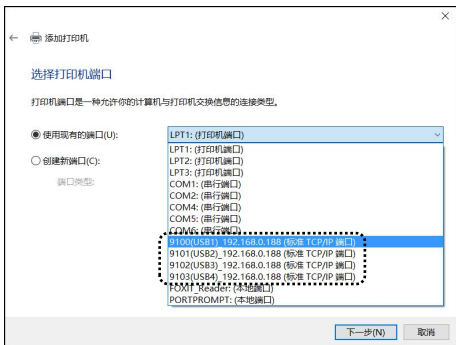 添加打印机
选择打印机端口
打印机端口是一种允许你的计算机与打印机交换信息的连接类型。
使用现有的端口(U):
LPT1: (打印机端口)
LPT1: (打印机端口)
LPT2: (打印机端口)
LPT3: (打印机端口)
COM1: (串行端口)
COM2: (串行端口)
COM4: (串行端口)
COM5: (串行端口)
COM6: (串行端口)
9100(USB1)_192.168.0.188 (标准 TCP/IP 端口)
9101(USB2)_192.168.0.188 (标准 TCP/IP 端口)
9102(USB3)_192.168.0.188 (标准 TCP/IP 端口)
9103(USB4)_192.168.0.188 (标准 TCP/IP 端口)
FOXIT_Reader: (本地端口)
PORTPROMPT: (本地端口)
创建新端口(C):
端口类型:
下一步(N)
取消